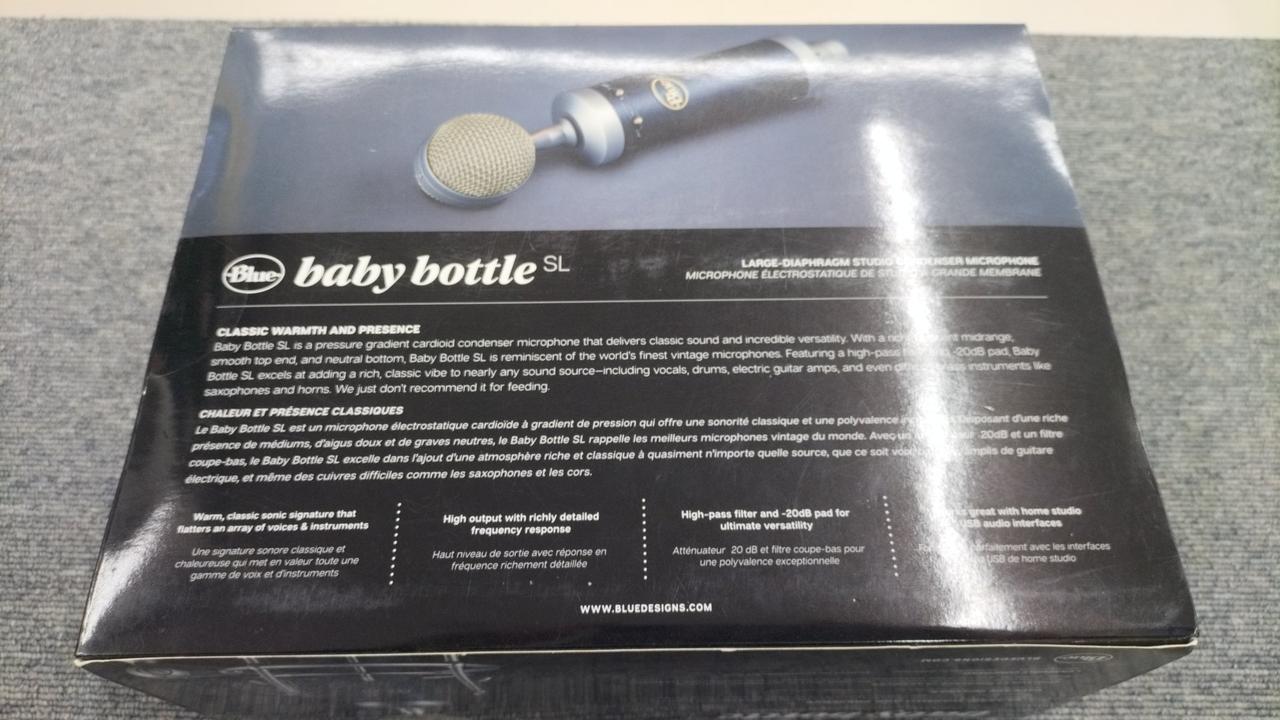 Blue
Blue baby bottle SL
LARGE-DIAPHRAGM STUDIO CONDENSER MICROPHONE
MICROPHONE ÉLECTROSTATIQUE DE STUDIO À GRANDE MEMBRANE
CLASSIC WARMTH AND PRESENCE
Baby Bottle SL is a pressure gradient cardioid condenser microphone that delivers classic sound and incredible versatility. With a midrange,
smooth top end, and neutral bottom, Baby Bottle SL is reminiscent of the world's finest vintage microphones. Featuring a high-pass -20dB pad, Baby
Bottle SL excels at adding a rich, classic vibe to nearly any sound source—including vocals, drums, electric guitar amps, and even instruments like
saxophones and horns. We just don't recommend it for feeding.
CHALEUR ET PRÉSENCE CLASSIQUES
Le Baby Bottle SL est un microphone électrostatique cardioïde à gradient de pression qui offre une sonorité classique et une polyvalence d'une riche
présence de médiums, d'aigus doux et de graves neutres, le Baby Bottle SL rappelle les meilleurs microphones vintage du monde. Avec un -20dB et un filtre
coupe-bas, le Baby Bottle SL excelle dans l'ajout d'une atmosphère riche et classique à quasiment n'importe quelle source, que ce soit amplis de guitare
électrique, et même des cuivres difficiles comme les saxophones et les cors.
Warm, classic sonic signature that
flatters an array of voices & instruments
Une signature sonore classique et
chaleureuse qui met en valeur toute une
gamme de voix et d'instruments
High output with richly detailed
frequency response
Haut niveau de sortie avec réponse en
fréquence richement détaillée
High-pass filter and -20dB pad for
ultimate versatility
Atténuateur 20 dB et filtre coupe-bas pour
une polyvalence exceptionnelle
great with home studio
USB audio interfaces
avec les interfaces
USB de home studio
WWW.BLUEDESIGNS.COM
BLUEDESIGNS.COM
Blue